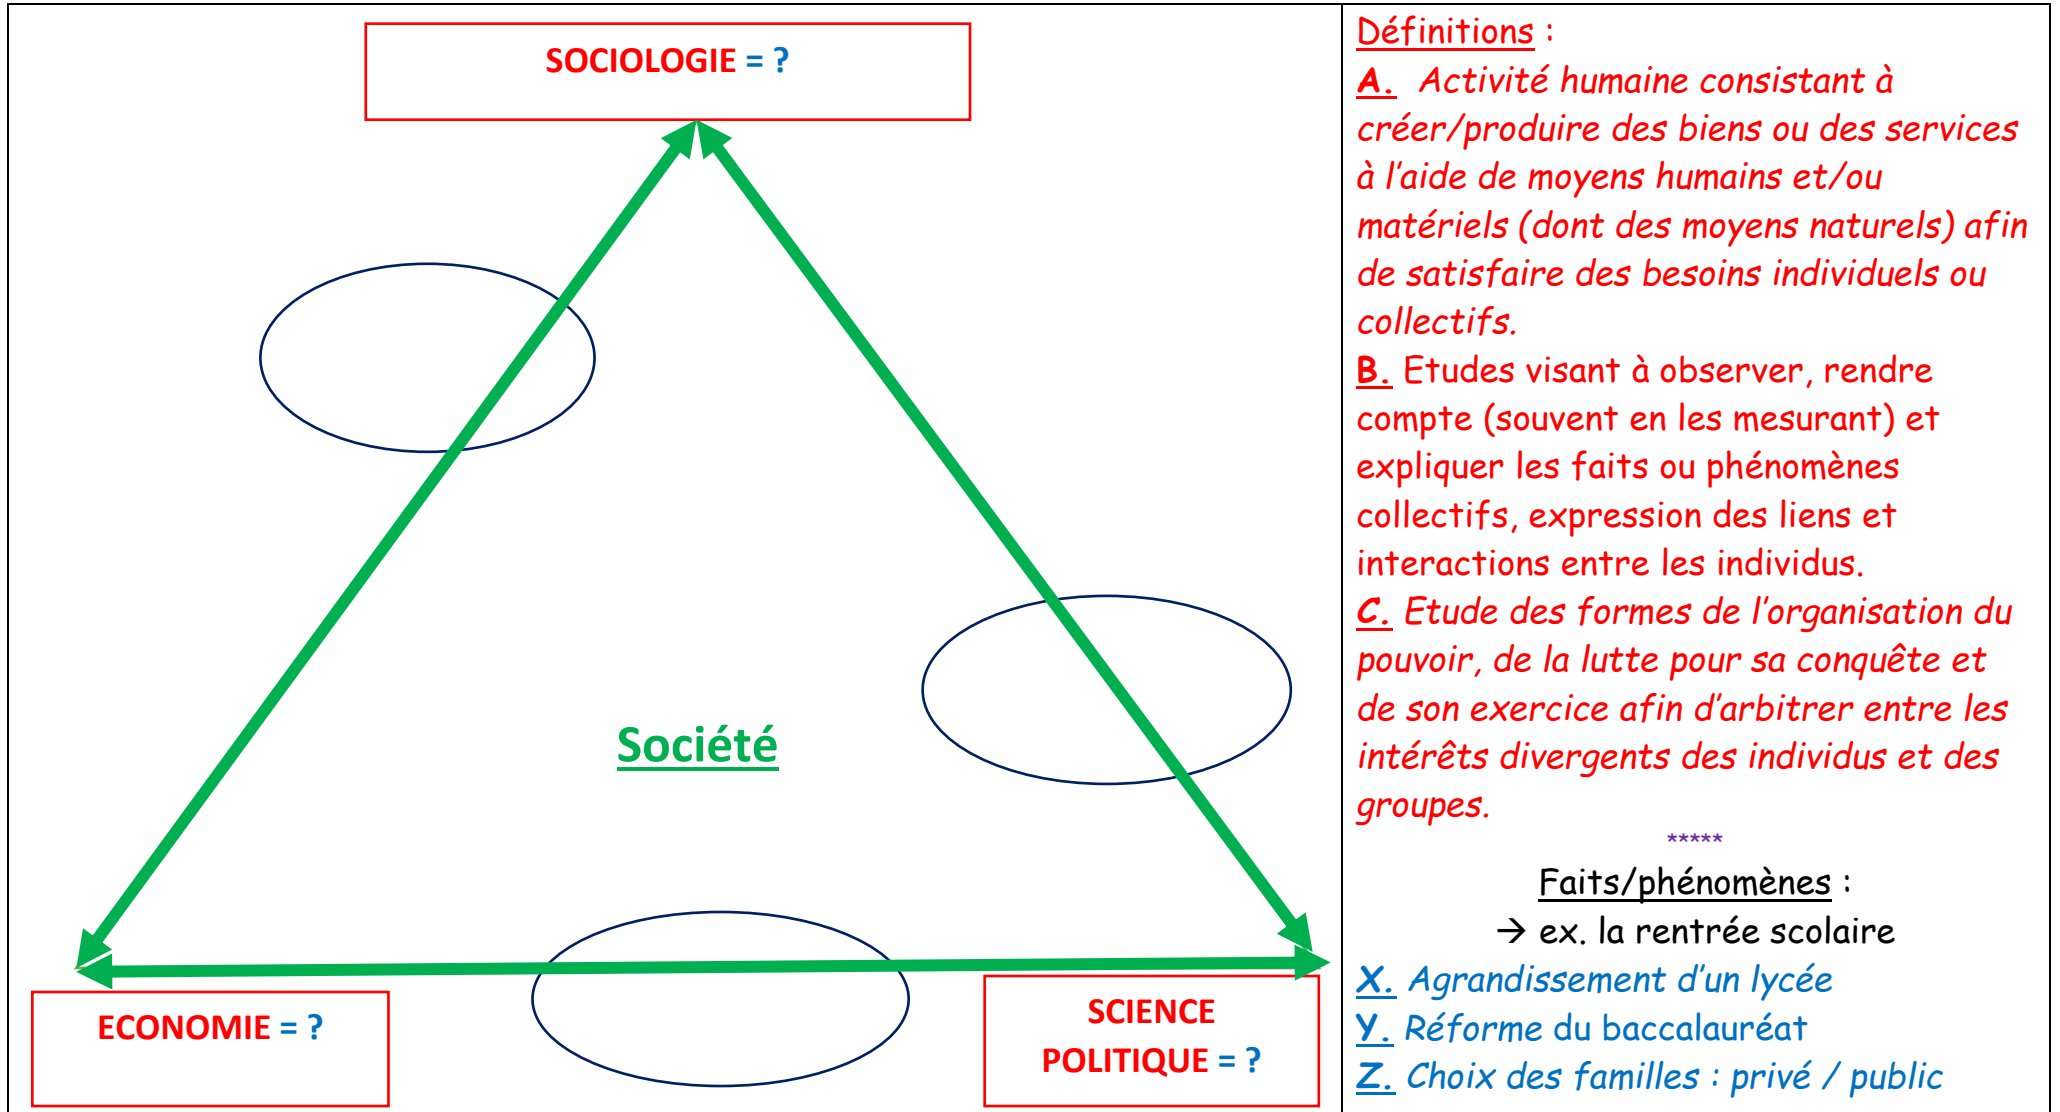 SOCIOLOGIE = ?
Société
ECONOMIE = ?
SCIENCE
POLITIQUE = ?
Définitions :
A. Activité humaine consistant à
créer/produire des biens ou des services
à l’aide de moyens humains et/ou
matériels (dont des moyens naturels) afin
de satisfaire des besoins individuels ou
collectifs.
B. Etudes visant à observer, rendre
compte (souvent en les mesurant) et
expliquer les faits ou phénomènes
collectifs, expression des liens et
interactions entre les individus.
C. Etude des formes de l’organisation du
pouvoir, de la lutte pour sa conquête et
de son exercice afin d’arbitrer entre les
intérêts divergents des individus et des
groupes.
*****
Faits/phénomènes :
→ ex. la rentrée scolaire
X. Agrandissement d’un lycée
Y. Réforme du baccalauréat
Z. Choix des familles : privé / public